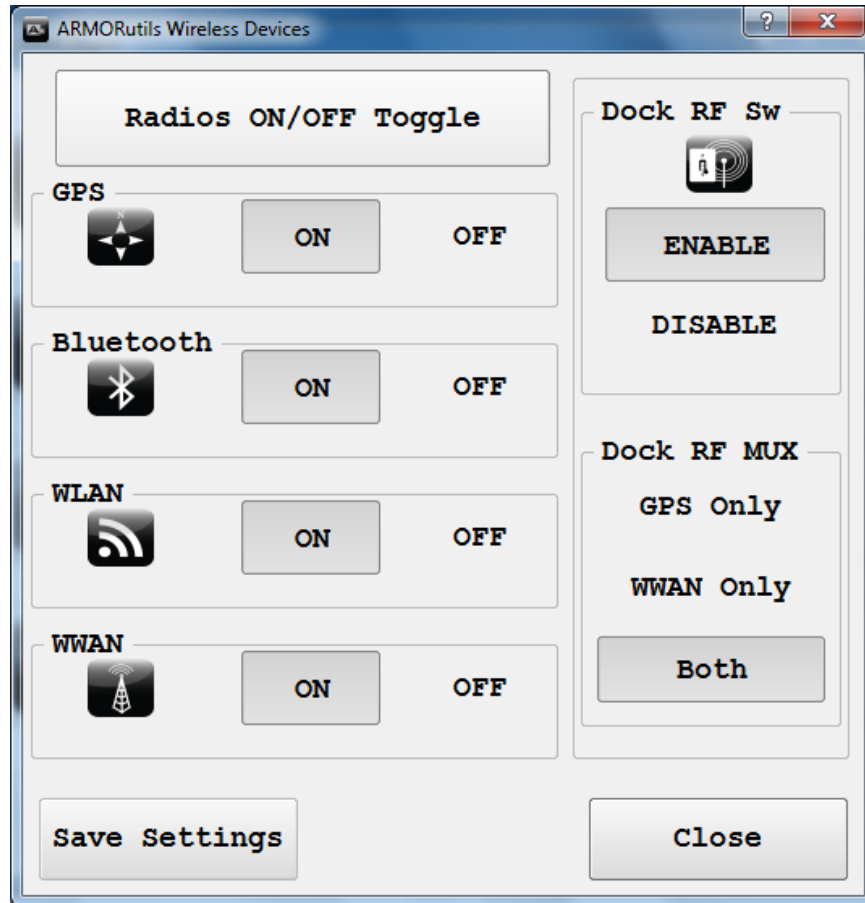 ARMORutils Wireless Devices
Radios ON/OFF Toggle
GPS
ON OFF
Bluetooth
ON OFF
WLAN
ON OFF
WWAN
ON OFF
Dock RF Sw
ENABLE
DISABLE
Dock RF MUX
GPS Only
WWAN Only
Both
Save Settings
Close